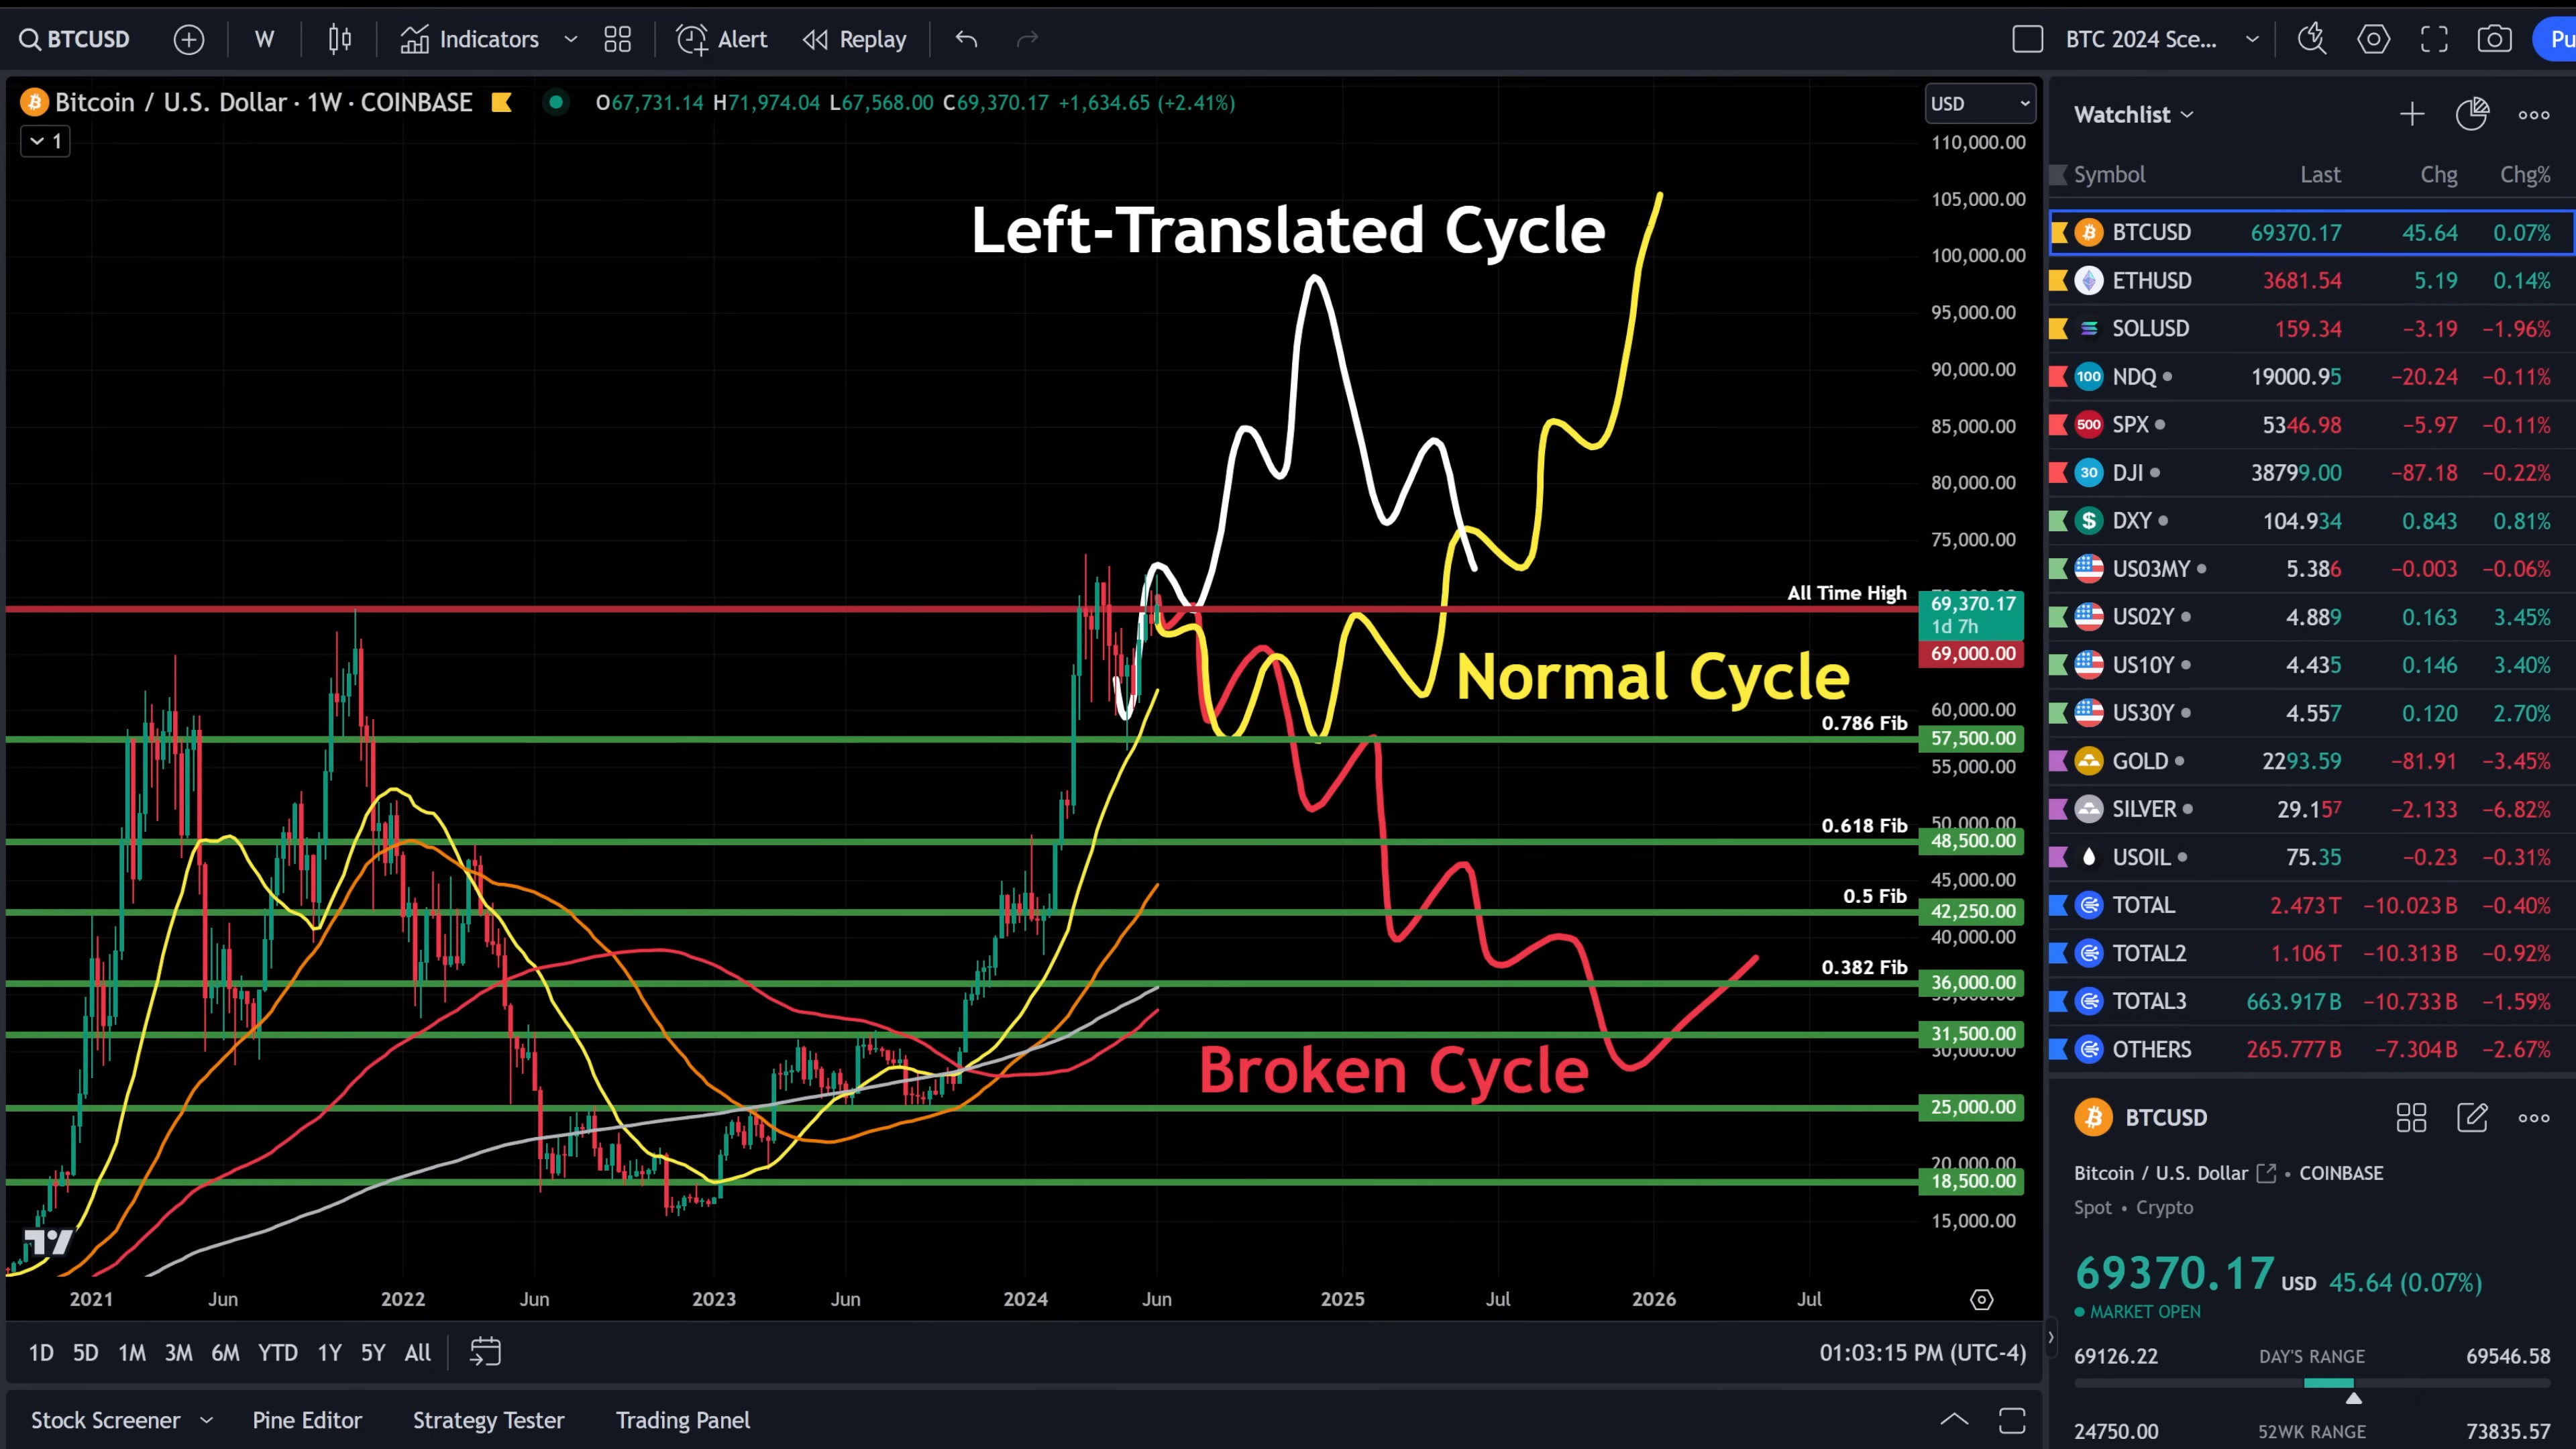 BTCUSD W Indicators Alert Replay BTC 2024 Sce... Pu
Bitcoin / U.S. Dollar · 1W · COINBASE O67,731.14 H71,974.04 L67,568.00 C69,370.17 +1,634.65 (+2.41%)
1
USD
110,000.00
105,000.00
100,000.00
95,000.00
90,000.00
85,000.00
80,000.00
75,000.00
69,370.17
1d 7h
69,000.00
60,000.00
57,500.00
55,000.00
50,000.00
48,500.00
45,000.00
42,250.00
40,000.00
36,000.00
31,500.00
30,000.00
25,000.00
20,000.00
18,500.00
15,000.00
Left-Translated Cycle
All Time High
Normal Cycle
0.786 Fib
0.618 Fib
0.5 Fib
0.382 Fib
Broken Cycle
2021 Jun 2022 Jun 2023 Jun 2024 Jun 2025 Jul 2026 Jul
1D 5D 1M 3M 6M YTD 1Y 5Y All 01:03:15 PM (UTC-4)
Stock Screener Pine Editor Strategy Tester Trading Panel
Watchlist
Symbol Last Chg Chg%
BTCUSD 69370.17 45.64 0.07%
ETHUSD 3681.54 5.19 0.14%
SOLUSD 159.34 −3.19 −1.96%
100 NDQ 19000.95 −20.24 −0.11%
500 SPX 5346.98 −5.97 −0.11%
30 DJI 38799.00 −87.18 −0.22%
$ DXY 104.934 0.843 0.81%
US03MY 5.386 −0.003 −0.06%
US02Y 4.889 0.163 3.45%
US10Y 4.435 0.146 3.40%
US30Y 4.557 0.120 2.70%
GOLD 2293.59 −81.91 −3.45%
SILVER 29.157 −2.133 −6.82%
USOIL 75.35 −0.23 −0.31%
TOTAL 2.473T −10.023B −0.40%
TOTAL2 1.106T −10.313B −0.92%
TOTAL3 663.917B −10.733B −1.59%
OTHERS 265.777B −7.304B −2.67%
BTCUSD
Bitcoin / U.S. Dollar • COINBASE
Spot • Crypto
69370.17 USD 45.64 (0.07%)
MARKET OPEN
69126.22 DAY'S RANGE 69546.58
24750.00 52WK RANGE 73835.57